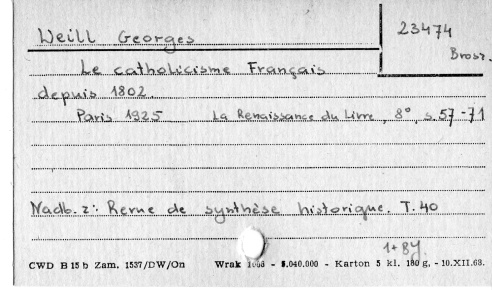 Weill Georges
23474
Brosz.
Le catholicisme Français
depuis 1802.
Paris 1925 La Renaissance du Livre, 8°, s. 57-71
Nadb. z: Revue de synthèse historique. T. 40
1+84.
CWD B 15 b Zam. 1537/DW/On Wrak - 5.040.000 - Karton 5 kl. 180 g, - 10.XII.68.